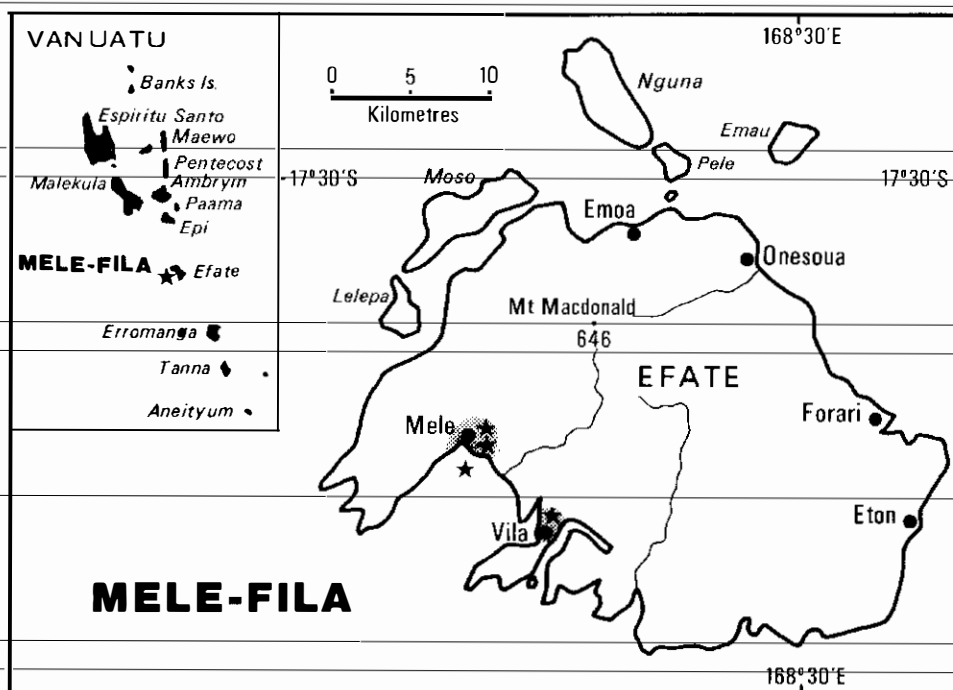 VANUATU
Banks Is.
Espiritu Santo
Maewo
Pentecost
Malekula
Ambrym
Paama
Epi
MELE-FILA
Efate
Erromanga
Tanna
Aneityum
168°30'E
0 5 10
Kilometres
Nguna
Emau
Pele
17°30'S
17°30'S
Moso
Emoa
Onesoua
Lelepa
Mt Macdonald
646
EFATE
Mele
Forari
Vila
Eton
MELE-FILA
168°30'E